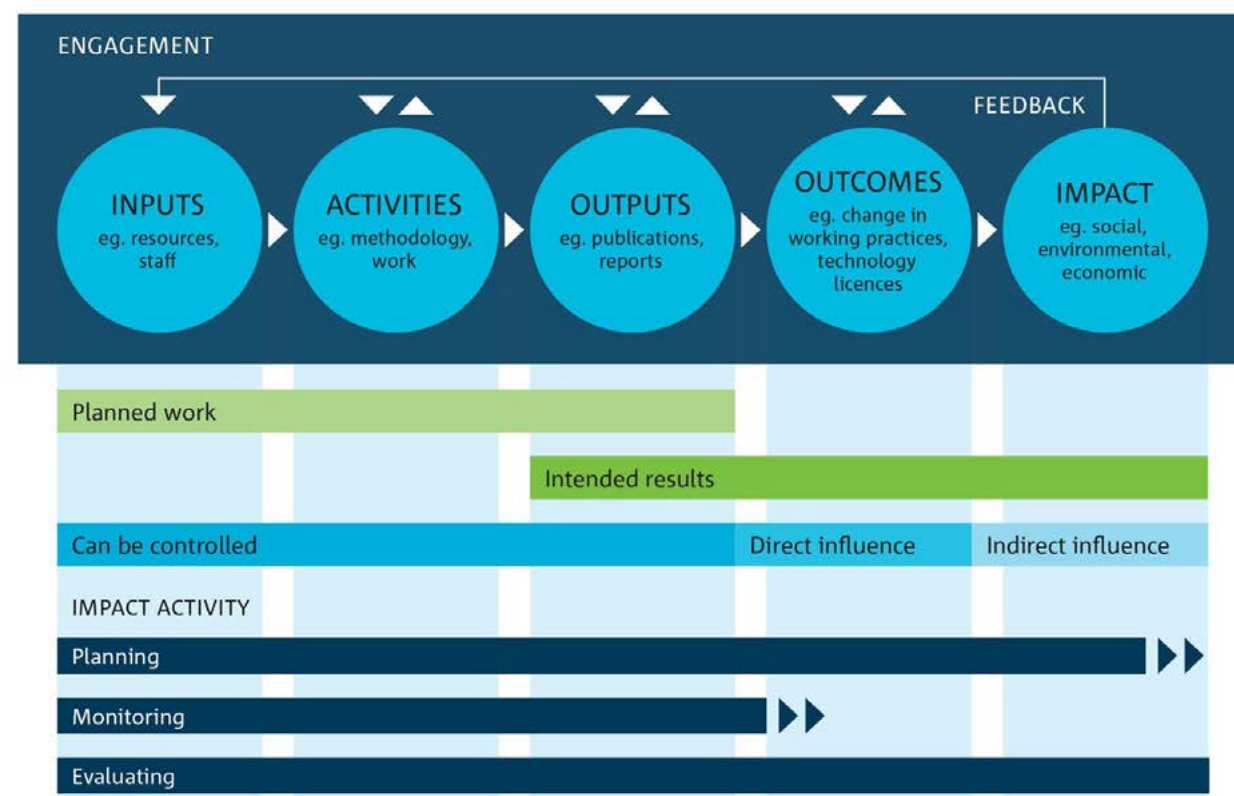 ENGAGEMENT
FEEDBACK
INPUTS
eg. resources,
staff
ACTIVITIES
eg. methodology,
work
OUTPUTS
eg. publications,
reports
OUTCOMES
eg. change in
working practices,
technology
licences
IMPACT
eg. social,
environmental,
economic
Planned work
Intended results
Can be controlled
Direct influence
Indirect influence
IMPACT ACTIVITY
Planning
Monitoring
Evaluating